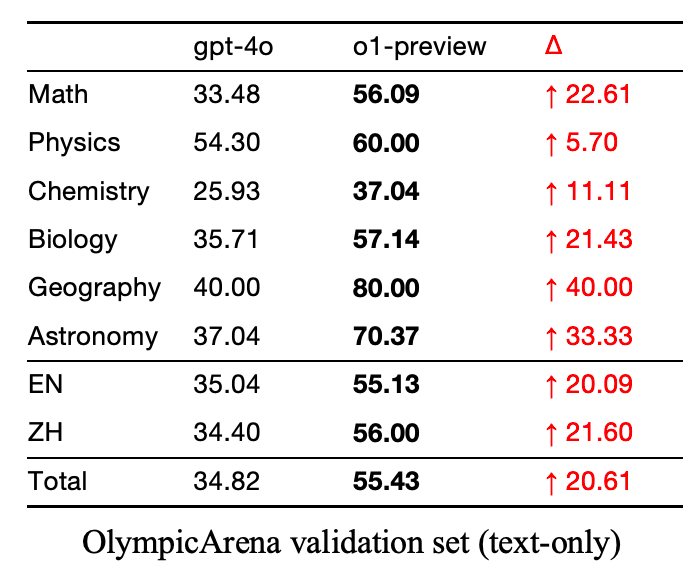 gpt-4o o1-preview Δ
Math 33.48 56.09 ↑ 22.61
Physics 54.30 60.00 ↑ 5.70
Chemistry 25.93 37.04 ↑ 11.11
Biology 35.71 57.14 ↑ 21.43
Geography 40.00 80.00 ↑ 40.00
Astronomy 37.04 70.37 ↑ 33.33
EN 35.04 55.13 ↑ 20.09
ZH 34.40 56.00 ↑ 21.60
Total 34.82 55.43 ↑ 20.61
OlympicArena validation set (text-only)